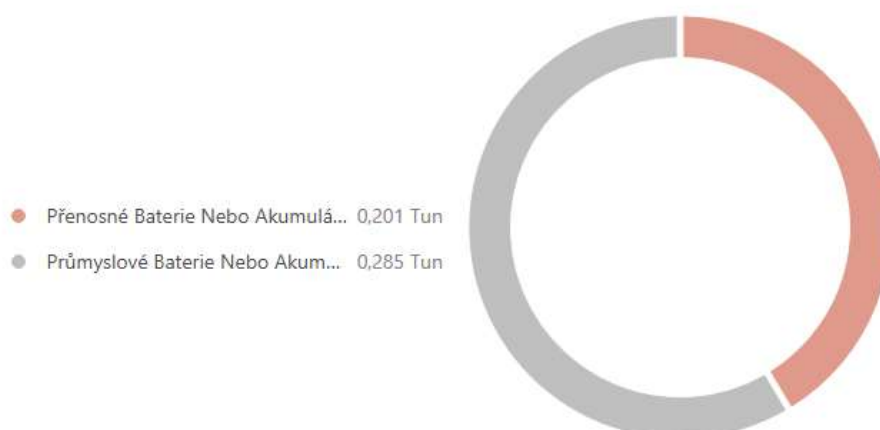 Přenosné Baterie Nebo Akumulá... 0,201 Tun
Průmyslové Baterie Nebo Akum... 0,285 Tun